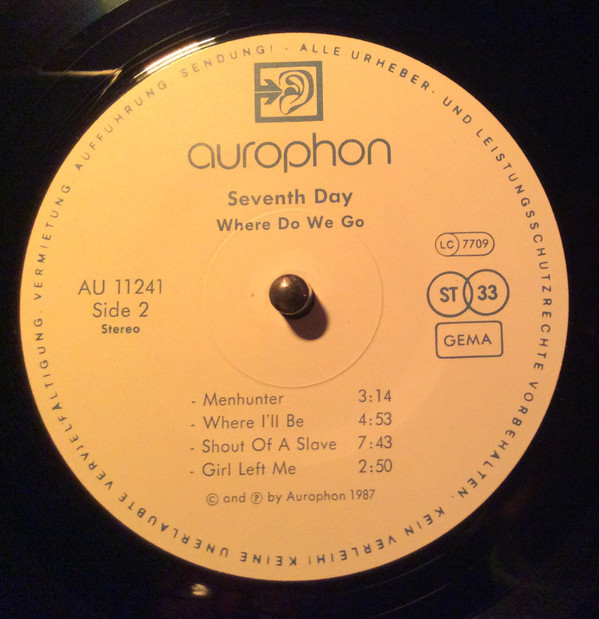 ALLE URHEBER- UND LEISTUNGSSCHUTZRECHTE VORBEHALTEN · KEIN VERLEIH! KEINE UNERLAUBTE VERVIELFÄLTIGUNG, VERMIETUNG, AUFFÜHRUNG, SENDUNG! ·
aurophon
Seventh Day
Where Do We Go
LC 7709
AU 11241
Side 2
Stereo
ST 33
GEMA
- Menhunter 3:14
- Where I'll Be 4:53
- Shout Of A Slave 7:43
- Girl Left Me 2:50
© and ℗ by Aurophon 1987